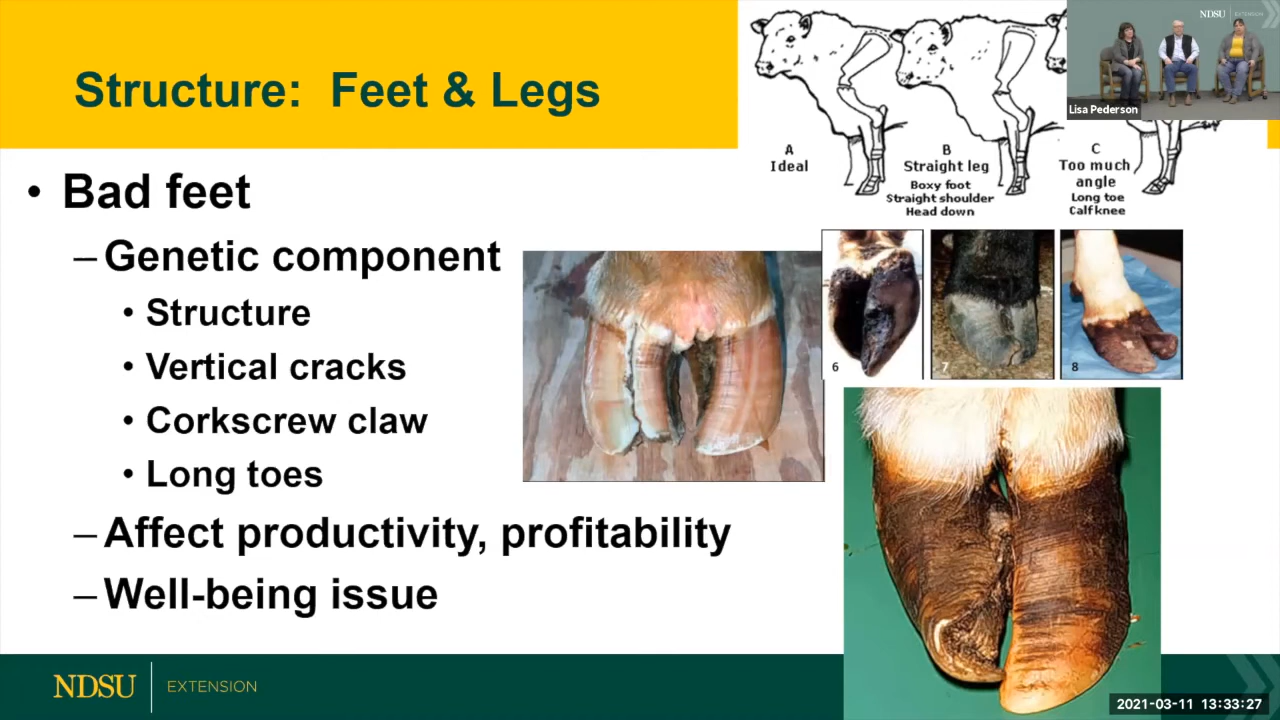 Structure: Feet & Legs
NDSU EXTENSION
Lisa Pederson
A
Ideal
B
Straight leg
Boxy foot
Straight shoulder
Head down
C
Too much
angle
Long toe
Calf knee
• Bad feet
– Genetic component
• Structure
• Vertical cracks
• Corkscrew claw
• Long toes
– Affect productivity, profitability
– Well-being issue
6
7
8
NDSU EXTENSION
2021-03-11 13:33:27